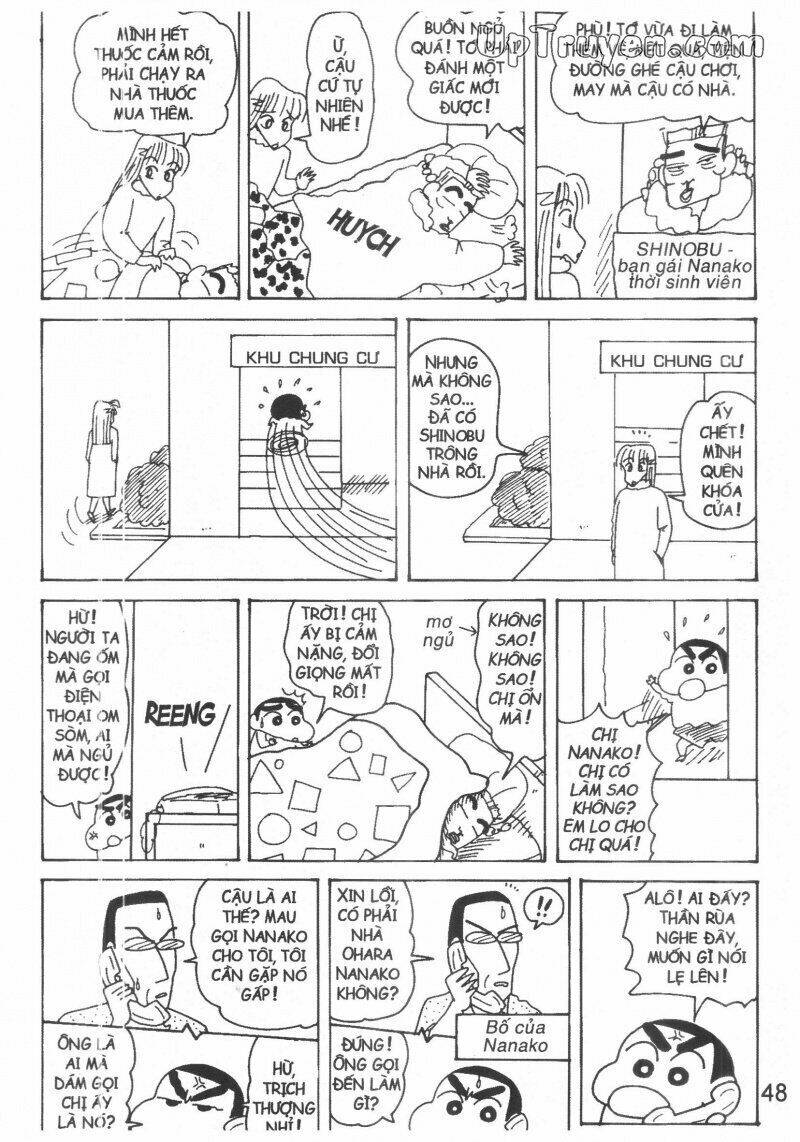 PHÙ! TỚ VỪA ĐI LÀM
THÊM VỀ ĐẾT QUA TIỆN
ĐƯỜNG GHÉ CẬU CHƠI,
MAY MÀ CẬU CÓ NHÀ.
SHINOBU -
bạn gái Nanako
thời sinh viên
BUỒN NGỦ
QUÁ! TỚ PHẢI
ĐÁNH MỘT
GIẤC MỚI
ĐƯỢC!
Ừ,
CẬU
CỨ TỰ
NHIÊN
NHÉ!
HUỴCH
MÌNH HẾT
THUỐC CẢM RỒI,
PHẢI CHẠY RA
NHÀ THUỐC
MUA THÊM.
KHU CHUNG CƯ
ẤY
CHẾT!
MÌNH
QUÊN
KHÓA
CỬA!
NHƯNG
MÀ KHÔNG
SAO...
ĐÃ CÓ
SHINOBU
TRÔNG
NHÀ RỒI.
KHU CHUNG CƯ
CHỊ
NANAKO!
CHỊ CÓ
LÀM SAO
KHÔNG?
EM LO CHO
CHỊ QUÁ!
KHÔNG
SAO!
KHÔNG
SAO!
CHỊ ỔN
MÀ!
mơ
ngủ
TRỜI! CHỊ
ẤY BỊ CẢM
NẶNG, ĐỔI
GIỌNG MẤT
RỒI!
REENG
HỪ!
NGƯỜI TA
ĐANG ỐM
MÀ GỌI
ĐIỆN
THOẠI OM
SÒM, AI
MÀ NGỦ
ĐƯỢC!
ALÔ! AI ĐẤY?
THẦN RÙA
NGHE ĐÂY,
MUỐN GÌ NÓI
LẸ LÊN!
!!
XIN LỖI,
CÓ PHẢI
NHÀ
OHARA
NANAKO
KHÔNG?
Bố của
Nanako
ĐÚNG!
ÔNG GỌI
ĐẾN LÀM
GÌ?
CẬU LÀ AI
THẾ? MAU
GỌI NANAKO
CHO TÔI, TÔI
CẦN GẶP NÓ
GẤP!
HỪ,
TRỊCH
THƯỢNG
NHỈ!
ÔNG LÀ
AI MÀ
DÁM GỌI
CHỊ ẤY
LÀ NÓ?
48